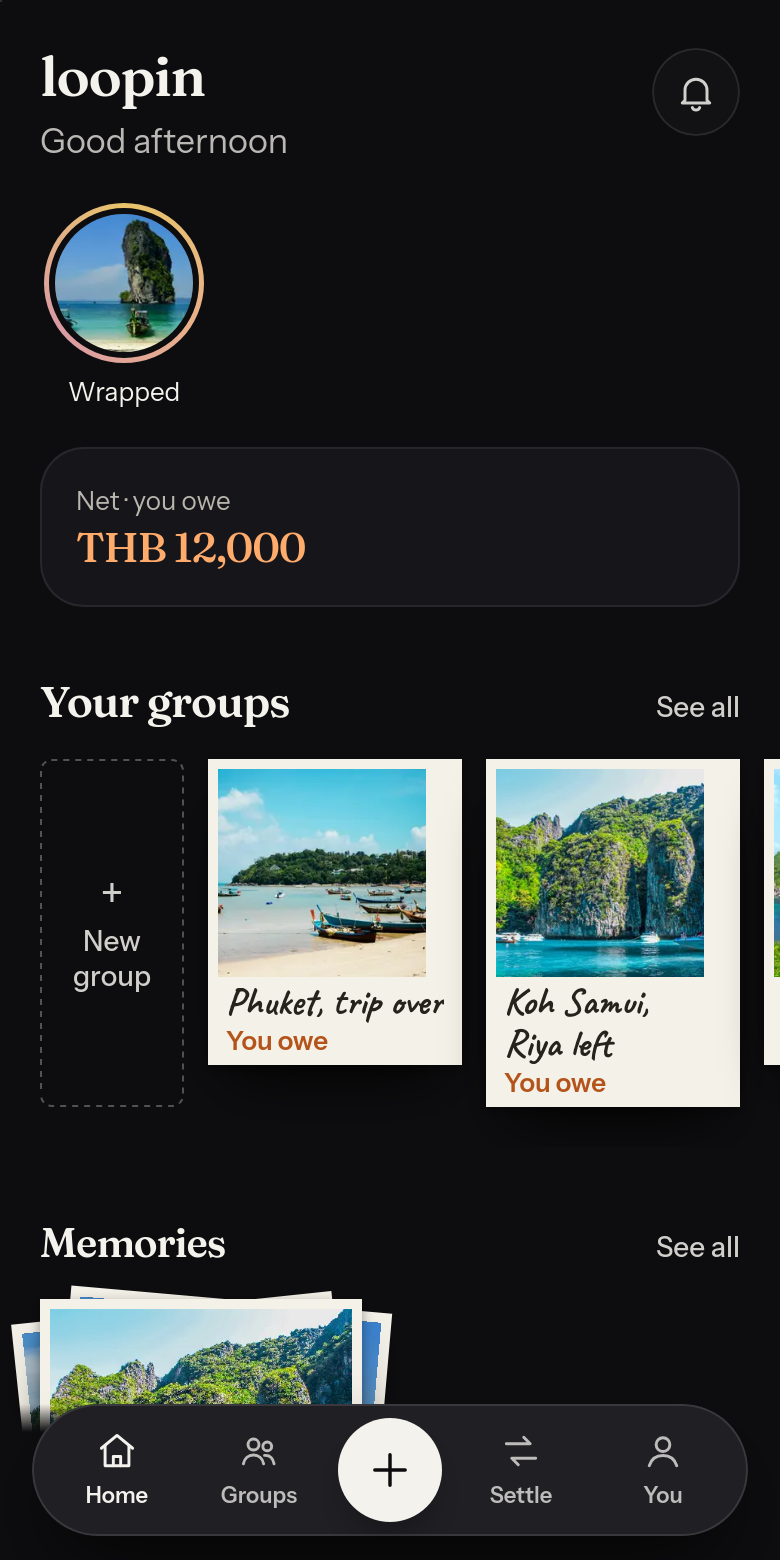 loopin
Good afternoon
Wrapped
Net · you owe
THB 12,000
Your groups
See all
+
New
group
Phuket, trip over
You owe
Koh Samui,
Riya left
You owe
Memories
See all
Home
Groups
Settle
You